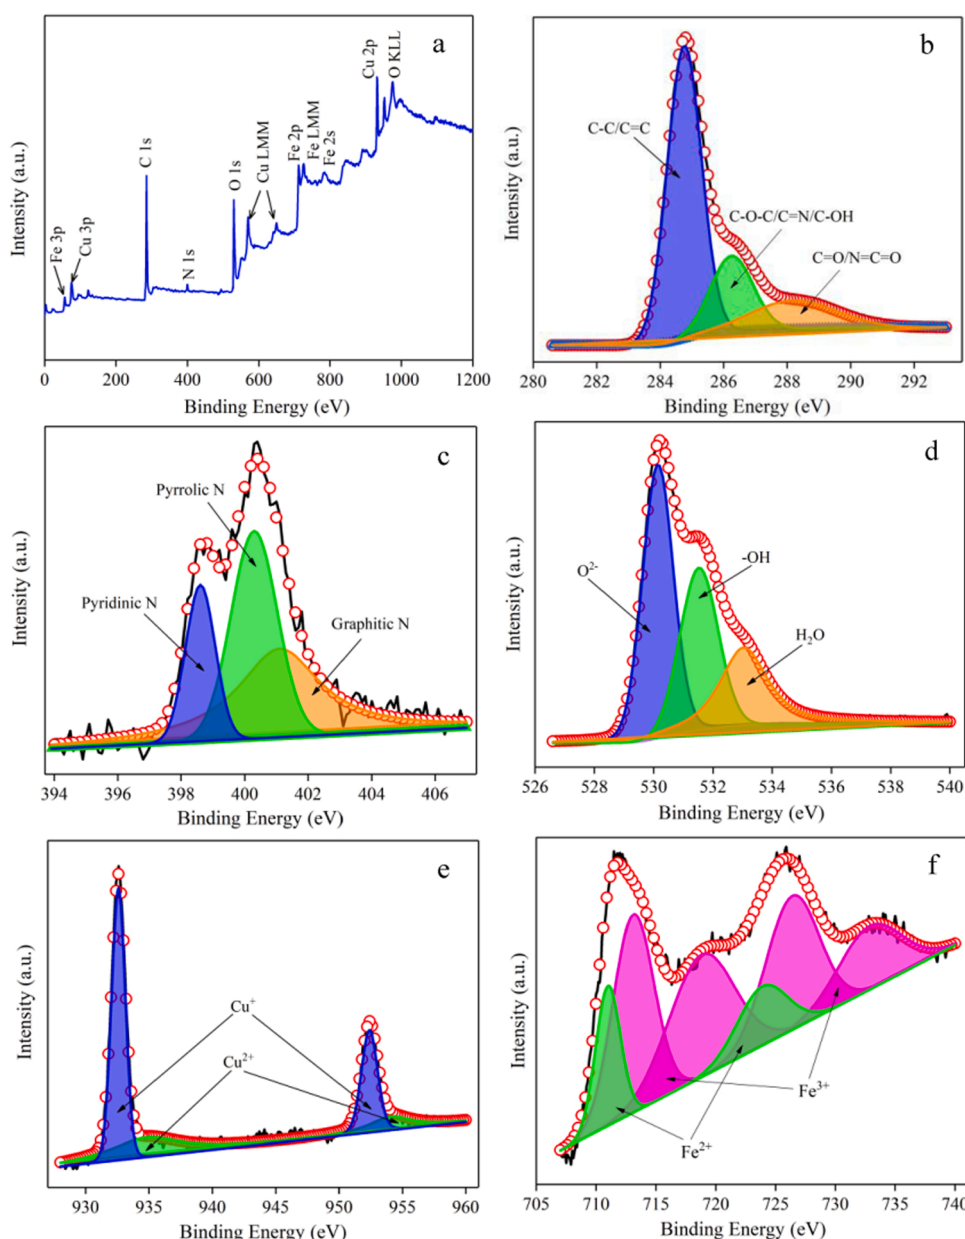 a
Intensity (a.u.)
Fe 3p
Cu 3p
C 1s
N 1s
O 1s
Cu LMM
Fe 2p
Fe LMM
Fe 2s
Cu 2p
O KLL
0 200 400 600 800 1000 1200
Binding Energy (eV)
b
Intensity (a.u.)
C-C/C=C
C-O-C/C=N/C-OH
C=O/N=C=O
280 282 284 286 288 290 292
Binding Energy (eV)
c
Intensity (a.u.)
Pyrrolic N
Pyridinic N
Graphitic N
394 396 398 400 402 404 406
Binding Energy (eV)
d
Intensity (a.u.)
O²⁻
-OH
H₂O
526 528 530 532 534 536 538 540
Binding Energy (eV)
e
Intensity (a.u.)
Cu⁺
Cu²⁺
930 935 940 945 950 955 960
Binding Energy (eV)
f
Intensity (a.u.)
Fe³⁺
Fe²⁺
705 710 715 720 725 730 735 740
Binding Energy (eV)